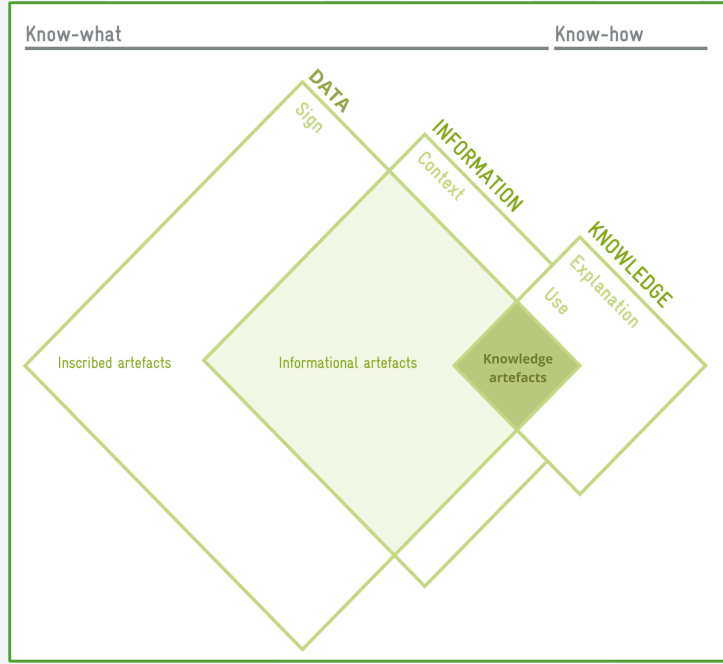 Know-what
Know-how
DATA
Sign
INFORMATION
Context
KNOWLEDGE
Explanation
Use
Inscribed artefacts
Informational artefacts
Knowledge
artefacts